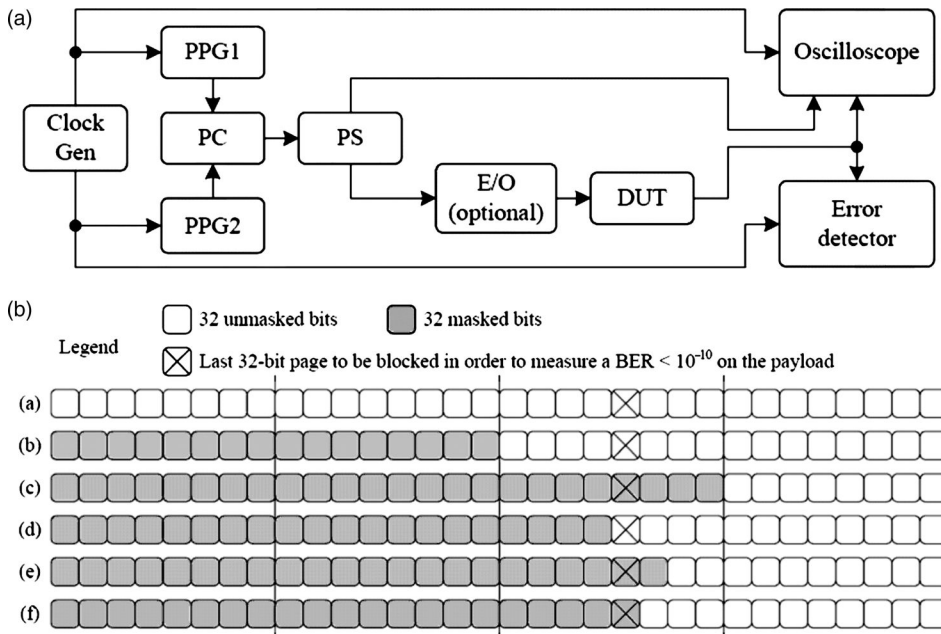 (a)
PPG1
Oscilloscope
Clock
Gen
PC
PS
E/O
(optional)
DUT
PPG2
Error
detector
(b)
32 unmasked bits
32 masked bits
Legend
Last 32-bit page to be blocked in order to measure a BER < 10⁻¹⁰ on the payload
(a)
(b)
(c)
(d)
(e)
(f)